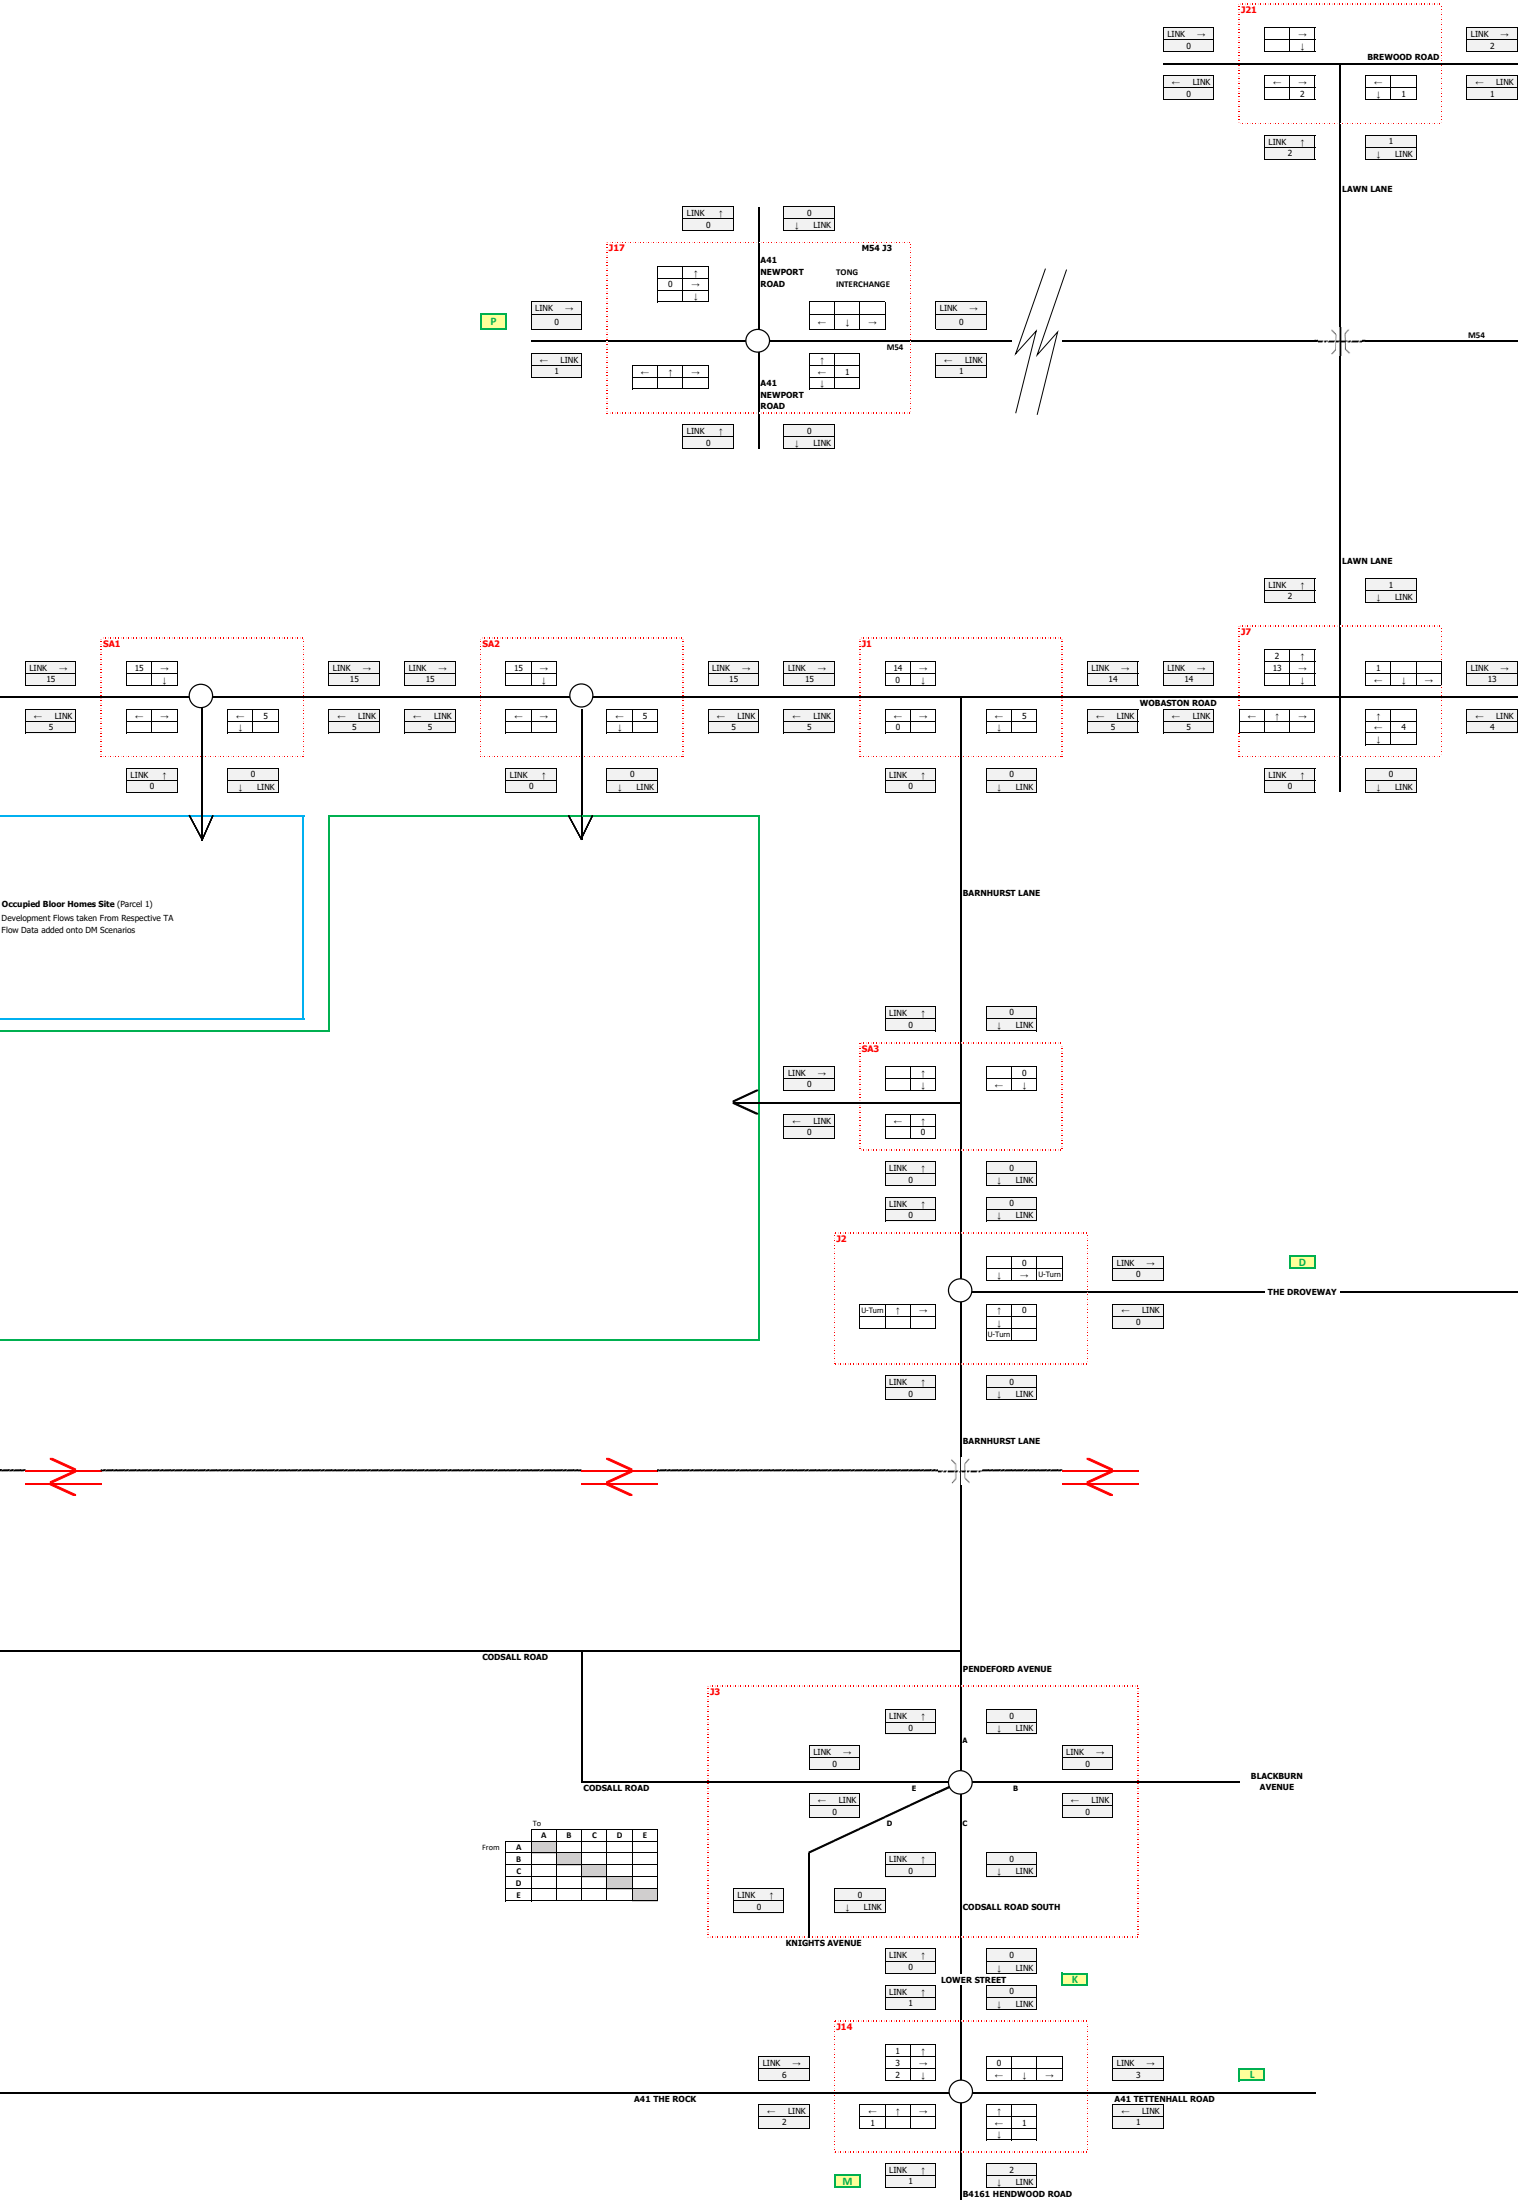 J21
LINK →
0
→
↓
LINK →
2
BREWOOD ROAD
← LINK
0
← →
2
←
↓ 1
← LINK
1
LINK ↑
2
1
↓ LINK
LAWN LANE
LINK ↑
0
0
↓ LINK
J17
M54 J3
A41
NEWPORT
ROAD
TONG
INTERCHANGE
↑
0 →
↓
P
LINK →
0
← ↓ →
LINK →
0
M54
M54
← LINK
1
← ↑ →
↑
← 1
↓
← LINK
1
A41
NEWPORT
ROAD
LINK ↑
0
0
↓ LINK
LAWN LANE
LINK ↑
2
1
↓ LINK
SA1
LINK →
15
15 →
↓
LINK →
15
← LINK
5
← →
← 5
↓
← LINK
5
LINK ↑
0
0
↓ LINK
SA2
LINK →
15
15 →
↓
LINK →
15
← LINK
5
← →
← 5
↓
← LINK
5
LINK ↑
0
0
↓ LINK
J1
LINK →
15
14 →
0 ↓
LINK →
14
← LINK
5
← →
0
← 5
↓
← LINK
5
LINK ↑
0
0
↓ LINK
WOBASTON ROAD
J7
LINK →
14
2 ↑
13 →
↓
1
← ↓ →
LINK →
13
← LINK
5
← ↑ →
↑
← 4
↓
← LINK
4
LINK ↑
0
0
↓ LINK
Occupied Bloor Homes Site (Parcel 1)
Development Flows taken From Respective TA
Flow Data added onto DM Scenarios
BARNHURST LANE
LINK ↑
0
0
↓ LINK
SA3
LINK →
0
↑
↓
0
← ↓
← LINK
0
← ↑
0
LINK ↑
0
0
↓ LINK
LINK ↑
0
0
↓ LINK
J2
0
↓ → U-Turn
LINK →
0
D
THE DROVEWAY
U-Turn ↑ →
↑ 0
↓
U-Turn
← LINK
0
LINK ↑
0
0
↓ LINK
BARNHURST LANE
CODSALL ROAD
PENDEFORD AVENUE
J3
LINK ↑
0
0
↓ LINK
A
LINK →
0
LINK →
0
BLACKBURN
AVENUE
CODSALL ROAD
E
B
← LINK
0
← LINK
0
D
C
To
A B C D E
From A
B
C
D
E
LINK ↑
0
0
↓ LINK
LINK ↑
0
0
↓ LINK
CODSALL ROAD SOUTH
KNIGHTS AVENUE
LINK ↑
0
0
↓ LINK
LOWER STREET
K
LINK ↑
1
0
↓ LINK
J14
LINK →
6
1 ↑
3 →
2 ↓
0
← ↓ →
LINK →
3
L
A41 THE ROCK
A41 TETTENHALL ROAD
← LINK
2
← ↑ →
1
↑
← 1
↓
← LINK
1
M
LINK ↑
1
2
↓ LINK
B4161 HENDWOOD ROAD